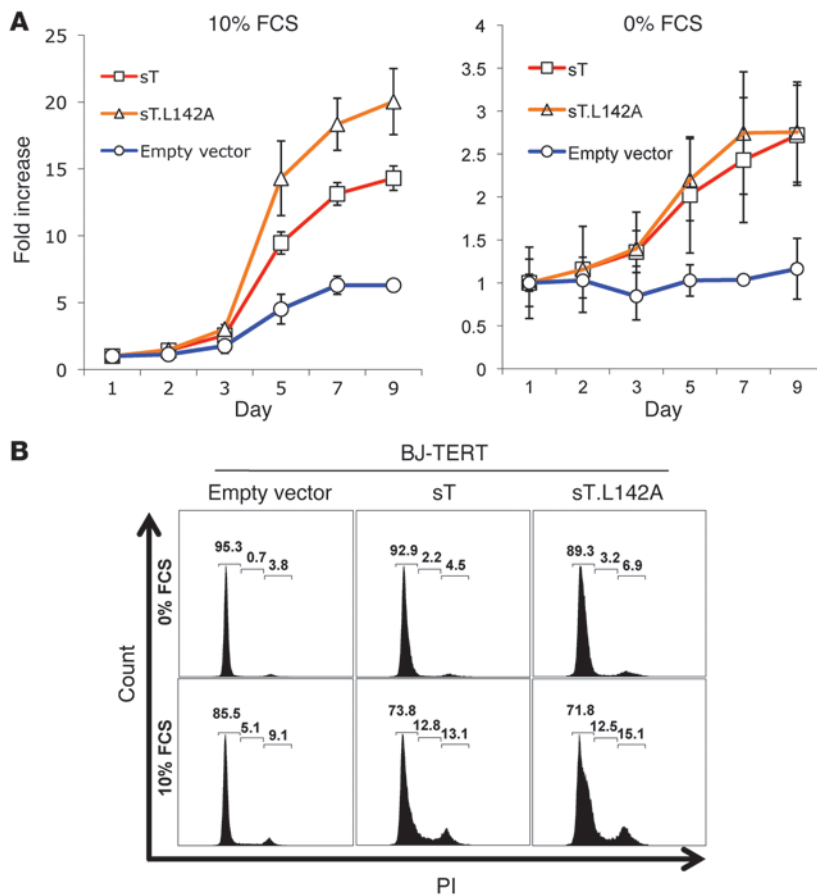 A
10% FCS
0% FCS
Fold increase
25
20
15
10
5
0
sT
sT.L142A
Empty vector
1 2 3 5 7 9
Day
4
3.5
3
2.5
2
1.5
1
0.5
0
sT
sT.L142A
Empty vector
1 2 3 5 7 9
Day
B
BJ-TERT
Empty vector sT sT.L142A
Count
0% FCS
95.3 0.7 3.8
92.9 2.2 4.5
89.3 3.2 6.9
10% FCS
85.5 5.1 9.1
73.8 12.8 13.1
71.8 12.5 15.1
PI